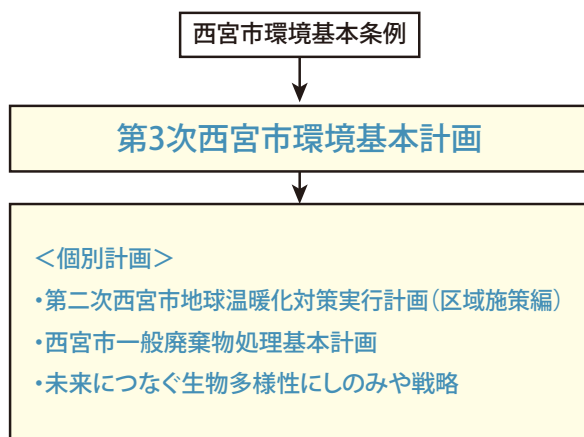 西宮市環境基本条例
第3次西宮市環境基本計画
＜個別計画＞
・第二次西宮市地球温暖化対策実行計画（区域施策編）
・西宮市一般廃棄物処理基本計画
・未来につなぐ生物多様性にしのみや戦略